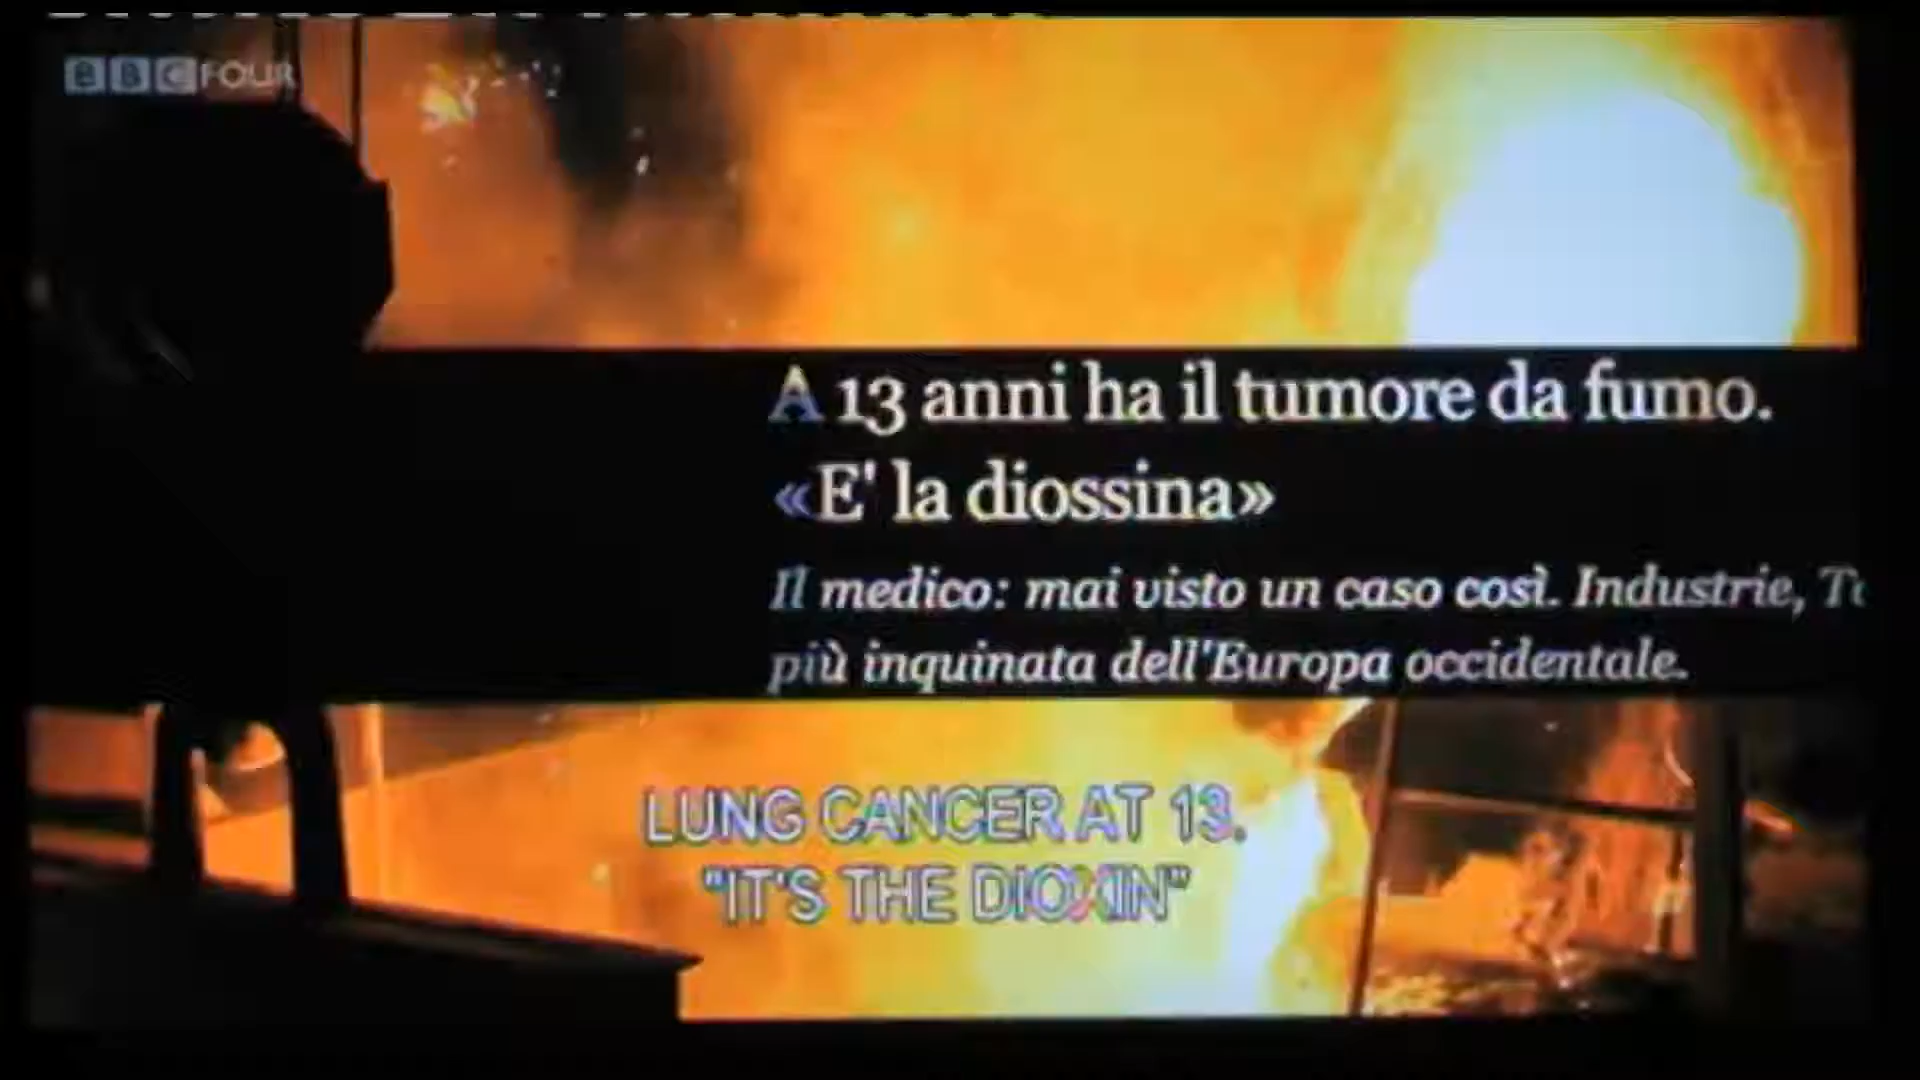 BBC FOUR
A 13 anni ha il tumore da fumo.
«E' la diossina»
Il medico: mai visto un caso così. Industrie,
più inquinata dell'Europa occidentale.
LUNG CANCER AT 13.
"IT'S THE DIOXIN"